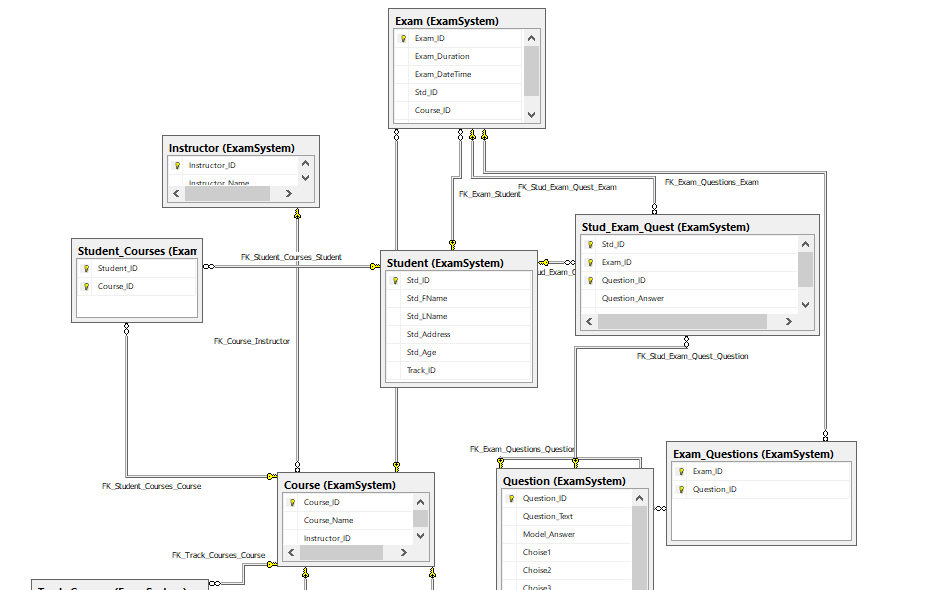 Exam (ExamSystem)
Exam_ID
Exam_Duration
Exam_DateTime
Std_ID
Course_ID
Instructor (ExamSystem)
Instructor_ID
Instructor_Name
FK_Exam_Student
FK_Stud_Exam_Quest_Exam
FK_Exam_Questions_Exam
Student_Courses (Exam
Student_ID
Course_ID
FK_Student_Courses_Student
Student (ExamSystem)
Std_ID
Std_FName
Std_LName
Std_Address
Std_Age
Track_ID
Stud_Exam_Quest (ExamSystem)
Std_ID
Exam_ID
Question_ID
Question_Answer
ud_Exam_
FK_Course_Instructor
FK_Stud_Exam_Quest_Question
FK_Exam_Questions_Question
Exam_Questions (ExamSystem)
Exam_ID
Question_ID
FK_Student_Courses_Course
Course (ExamSystem)
Course_ID
Course_Name
Instructor_ID
Question (ExamSystem)
Question_ID
Question_Text
Model_Answer
Choise1
Choise2
Choise3
FK_Track_Courses_Course